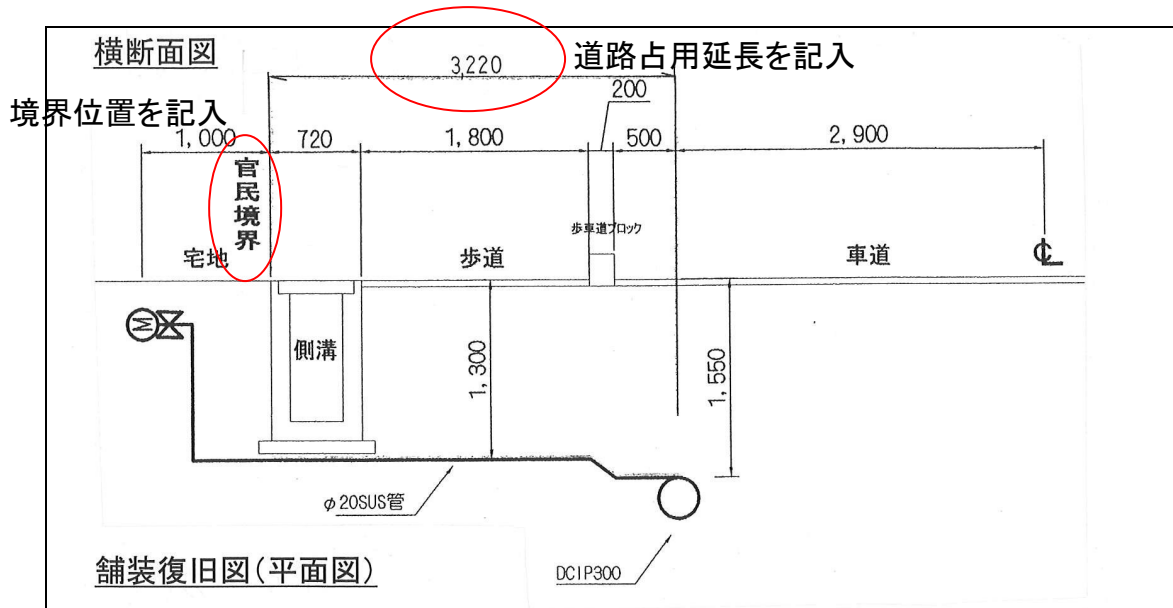 横断面図
3,220
道路占用延長を記入
境界位置を記入
200
1,000
720
1,800
500
2,900
官民境界
歩車道ブロック
宅地
歩道
車道
CL
M
側溝
1,300
1,550
φ20SUS管
DCIP300
舗装復旧図(平面図)